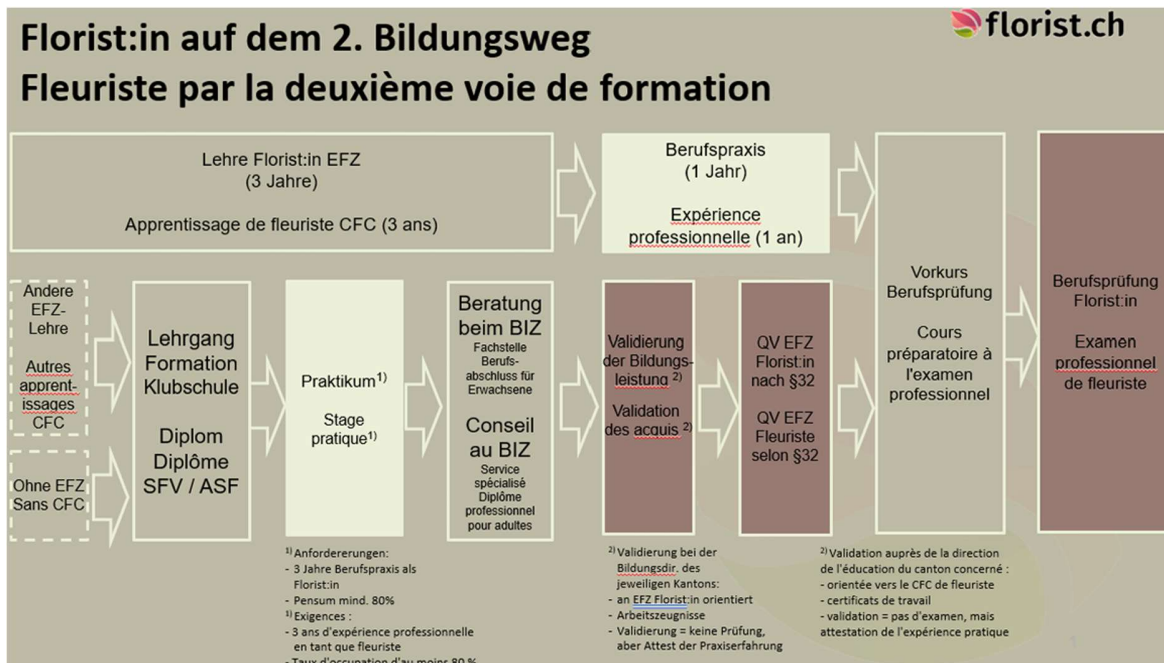 Florist:in auf dem 2. Bildungsweg
Fleuriste par la deuxième voie de formation
florist.ch
Lehre Florist:in EFZ
(3 Jahre)
Apprentissage de fleuriste CFC (3 ans)
Berufspraxis
(1 Jahr)
Expérience
professionnelle (1 an)
Andere
EFZ-
Lehre
Autres
apprent-
issages
CFC
Ohne EFZ
Sans CFC
Lehrgang
Formation
Klubschule
Diplom
Diplôme
SFV / ASF
Praktikum¹⁾
Stage
pratique¹⁾
Beratung
beim BIZ
Fachstelle
Berufs-
abschluss für
Erwachsene
Conseil
au BIZ
Service
spécialisé
Diplôme
professionnel
pour adultes
Validierung
der Bildungs-
leistung ²⁾
Validation
des acquis ²⁾
QV EFZ
Florist:in
nach §32
QV EFZ
Fleuriste
selon §32
Vorkurs
Berufsprüfung
Cours
préparatoire à
l'examen
professionnel
Berufsprüfung
Florist:in
Examen
professionnel
de fleuriste
¹⁾ Anfordererungen:
- 3 Jahre Berufspraxis als
Florist:in
- Pensum mind. 80%
¹⁾ Exigences :
- 3 ans d'expérience professionnelle
en tant que fleuriste
- Taux d'occupation d'au moins 80 %
²⁾ Validierung bei der
Bildungsdir. des
jeweiligen Kantons:
- an EFZ Florist:in orientiert
- Arbeitszeugnisse
- Validierung = keine Prüfung,
aber Attest der Praxiserfahrung
²⁾ Validation auprès de la direction
de l'éducation du canton concerné :
- orientée vers le CFC de fleuriste
- certificats de travail
- validation = pas d'examen, mais
attestation de l'expérience pratique